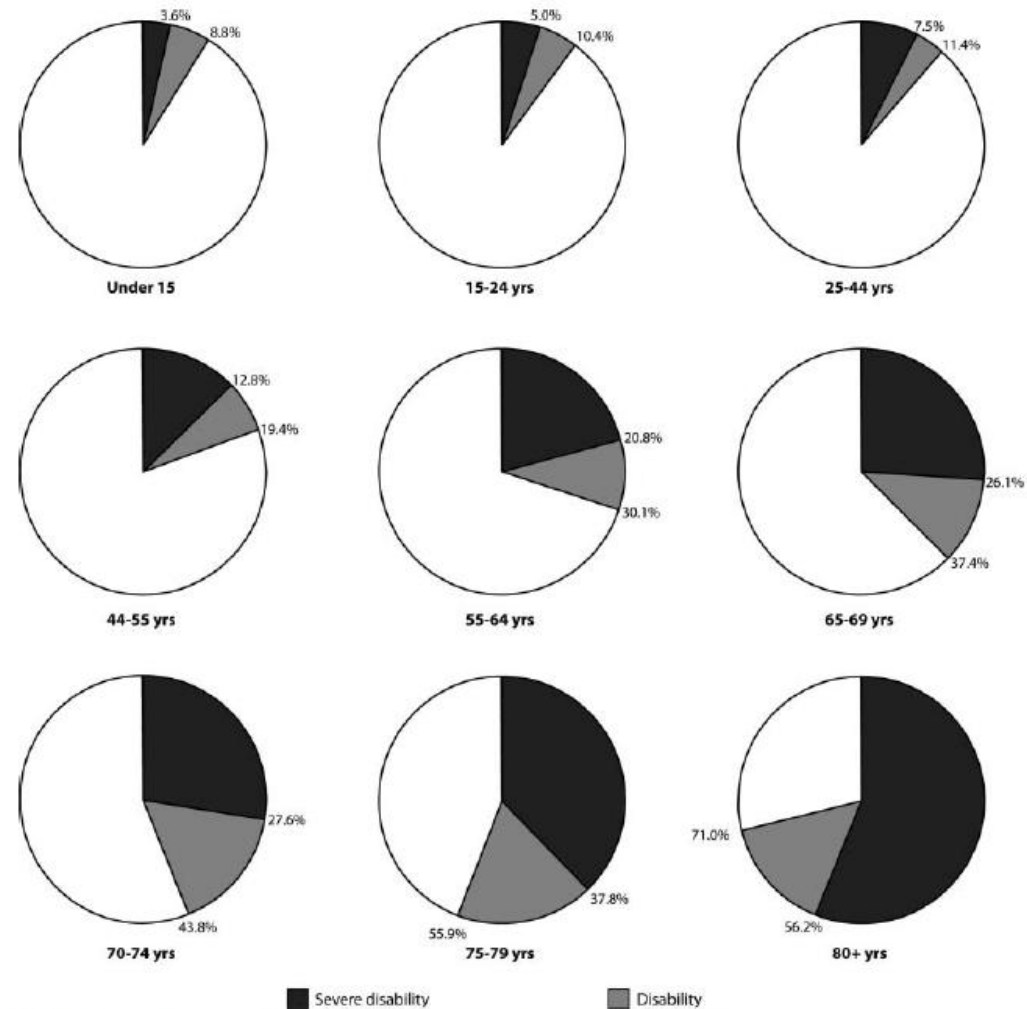 3.6%
8.8%
5.0%
10.4%
7.5%
11.4%
Under 15
15-24 yrs
25-44 yrs
12.8%
19.4%
20.8%
30.1%
26.1%
37.4%
44-55 yrs
55-64 yrs
65-69 yrs
27.6%
43.8%
37.8%
55.9%
71.0%
56.2%
70-74 yrs
75-79 yrs
80+ yrs
Severe disability
Disability